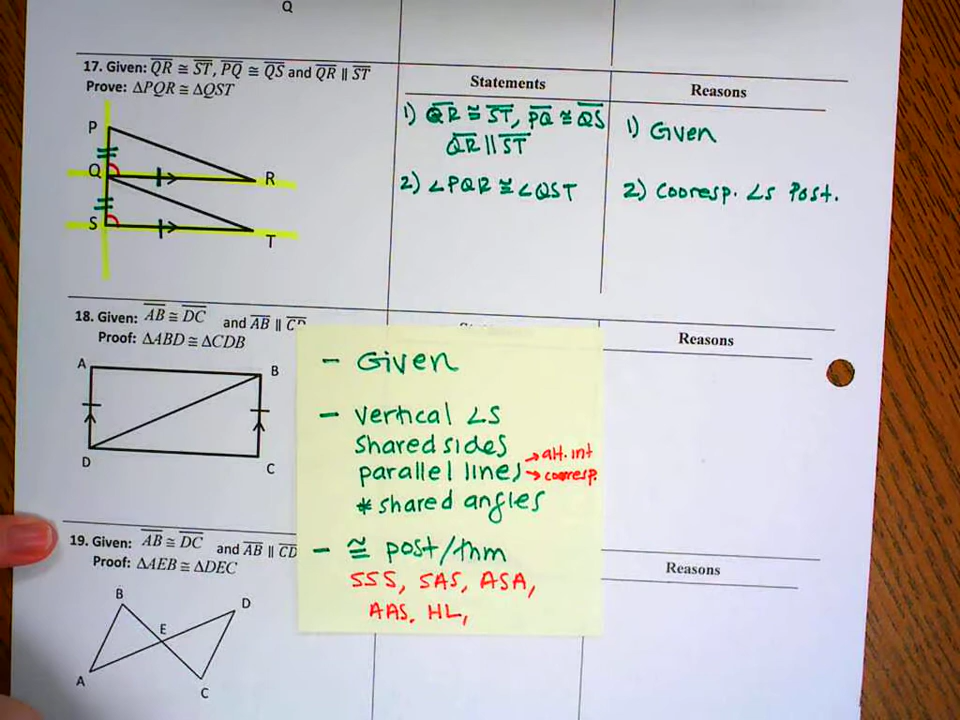 Q
17. Given: QR ≅ ST, PQ ≅ QS and QR ∥ ST
Prove: ΔPQR ≅ ΔQST
Statements
Reasons
1) QR ≅ ST, PQ ≅ QS
QR ∥ ST
1) Given
2) ∠PQR ≅ ∠QST
2) Cooresp. ∠s Post.
P
Q
R
S
T
18. Given: AB ≅ DC and AB ∥ CD
Proof: ΔABD ≅ ΔCDB
Reasons
A
B
D
C
- Given
- Vertical ∠s
Shared sides
parallel lines → alt. int
→ cooresp.
* shared angles
- ≅ post/thm
SSS, SAS, ASA,
AAS, HL,
19. Given: AB ≅ DC and AB ∥ CD
Proof: ΔAEB ≅ ΔDEC
Reasons
B
D
E
A
C